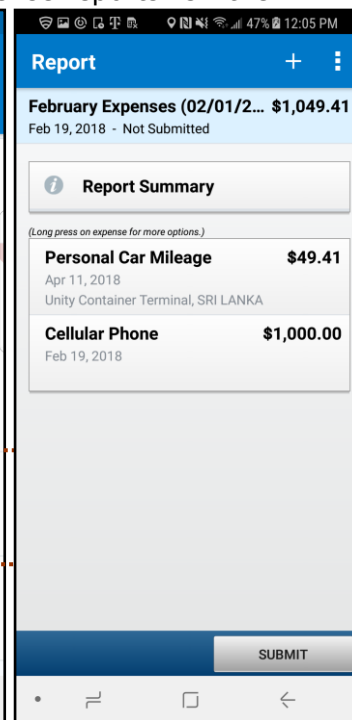 47% 12:05 PM
Report
February Expenses (02/01/2... $1,049.41
Feb 19, 2018 - Not Submitted
Report Summary
(Long press on expense for more options.)
Personal Car Mileage $49.41
Apr 11, 2018
Unity Container Terminal, SRI LANKA
Cellular Phone $1,000.00
Feb 19, 2018
SUBMIT